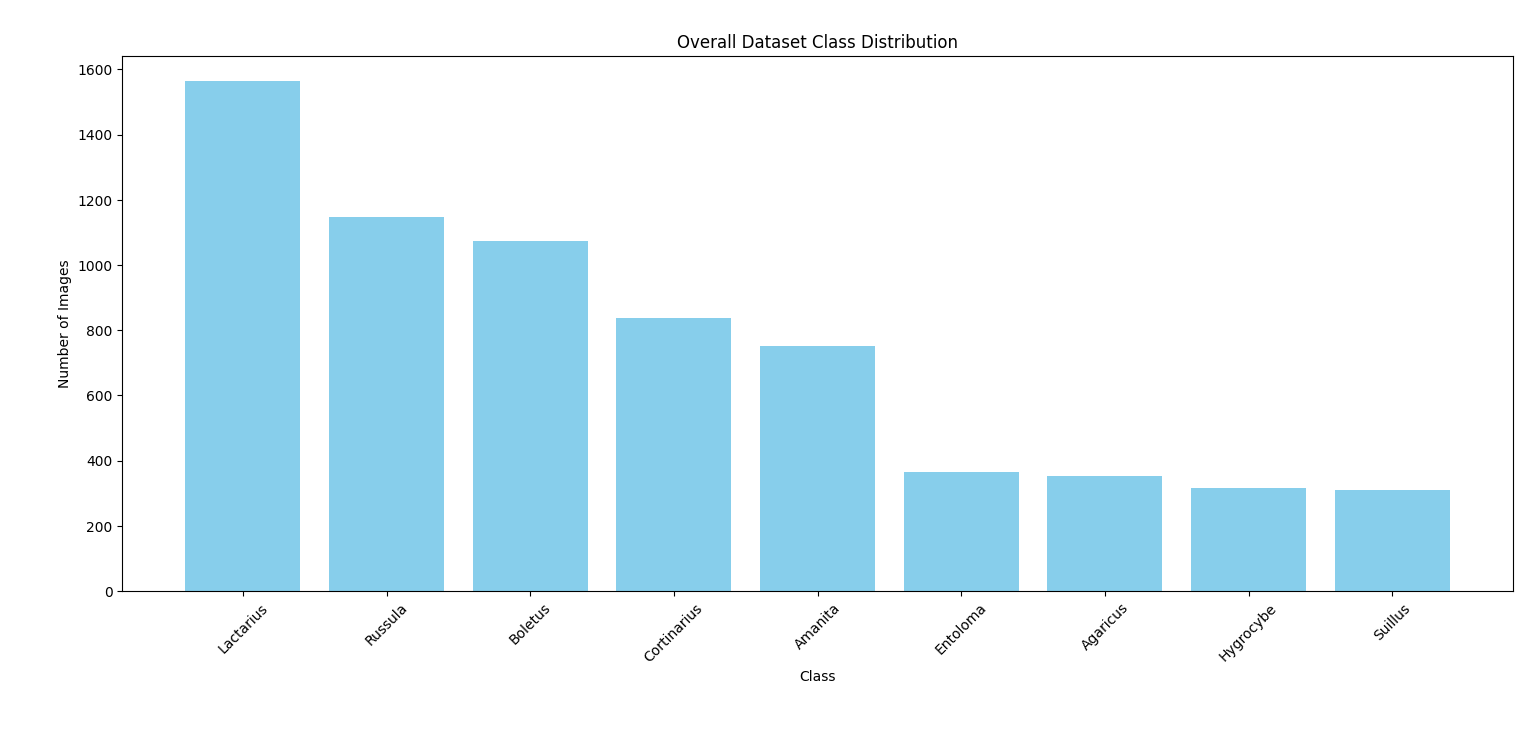 Overall Dataset Class Distribution
Number of Images
1600
1400
1200
1000
800
600
400
200
0
Lactarius
Russula
Boletus
Cortinarius
Amanita
Entoloma
Agaricus
Hygrocybe
Suillus
Class